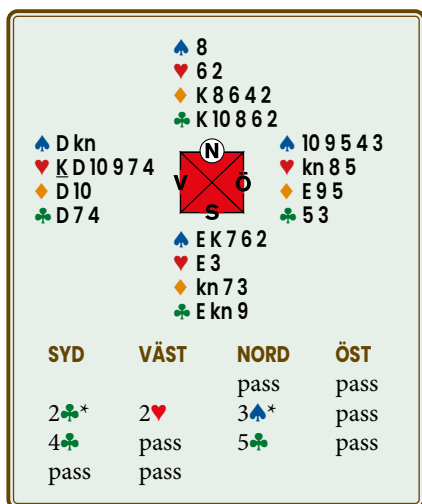 ♠ 8
♥ 6 2
♦ K 8 6 4 2
♣ K 10 8 6 2
♠ D kn
♥ K D 10 9 7 4
♦ D 10
♣ D 7 4
N
V Ö
S
♠ 10 9 5 4 3
♥ kn 8 5
♦ E 9 5
♣ 5 3
♠ E K 7 6 2
♥ E 3
♦ kn 7 3
♣ E kn 9
SYD VÄST NORD ÖST
pass pass
2♣* 2♥ 3♠* pass
4♣ pass 5♣ pass
pass pass